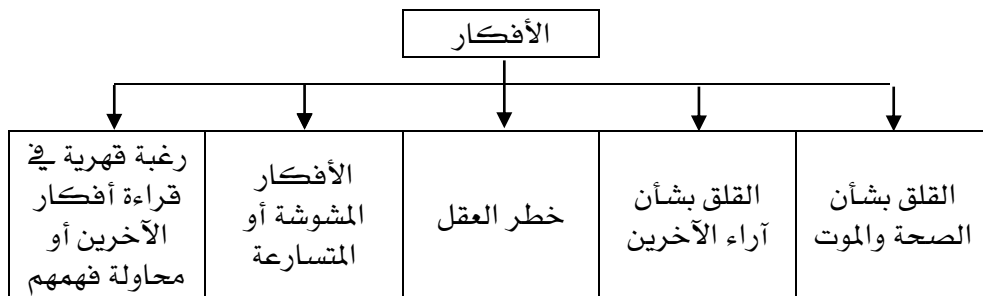 الأفكار
القلق بشأن
الصحة والموت
القلق بشأن
آراء الآخرين
خطر العقل
الأفكار
المشوشة أو
المتسارعة
رغبة قهرية في
قراءة أفكار
الآخرين أو
محاولة فهمهم